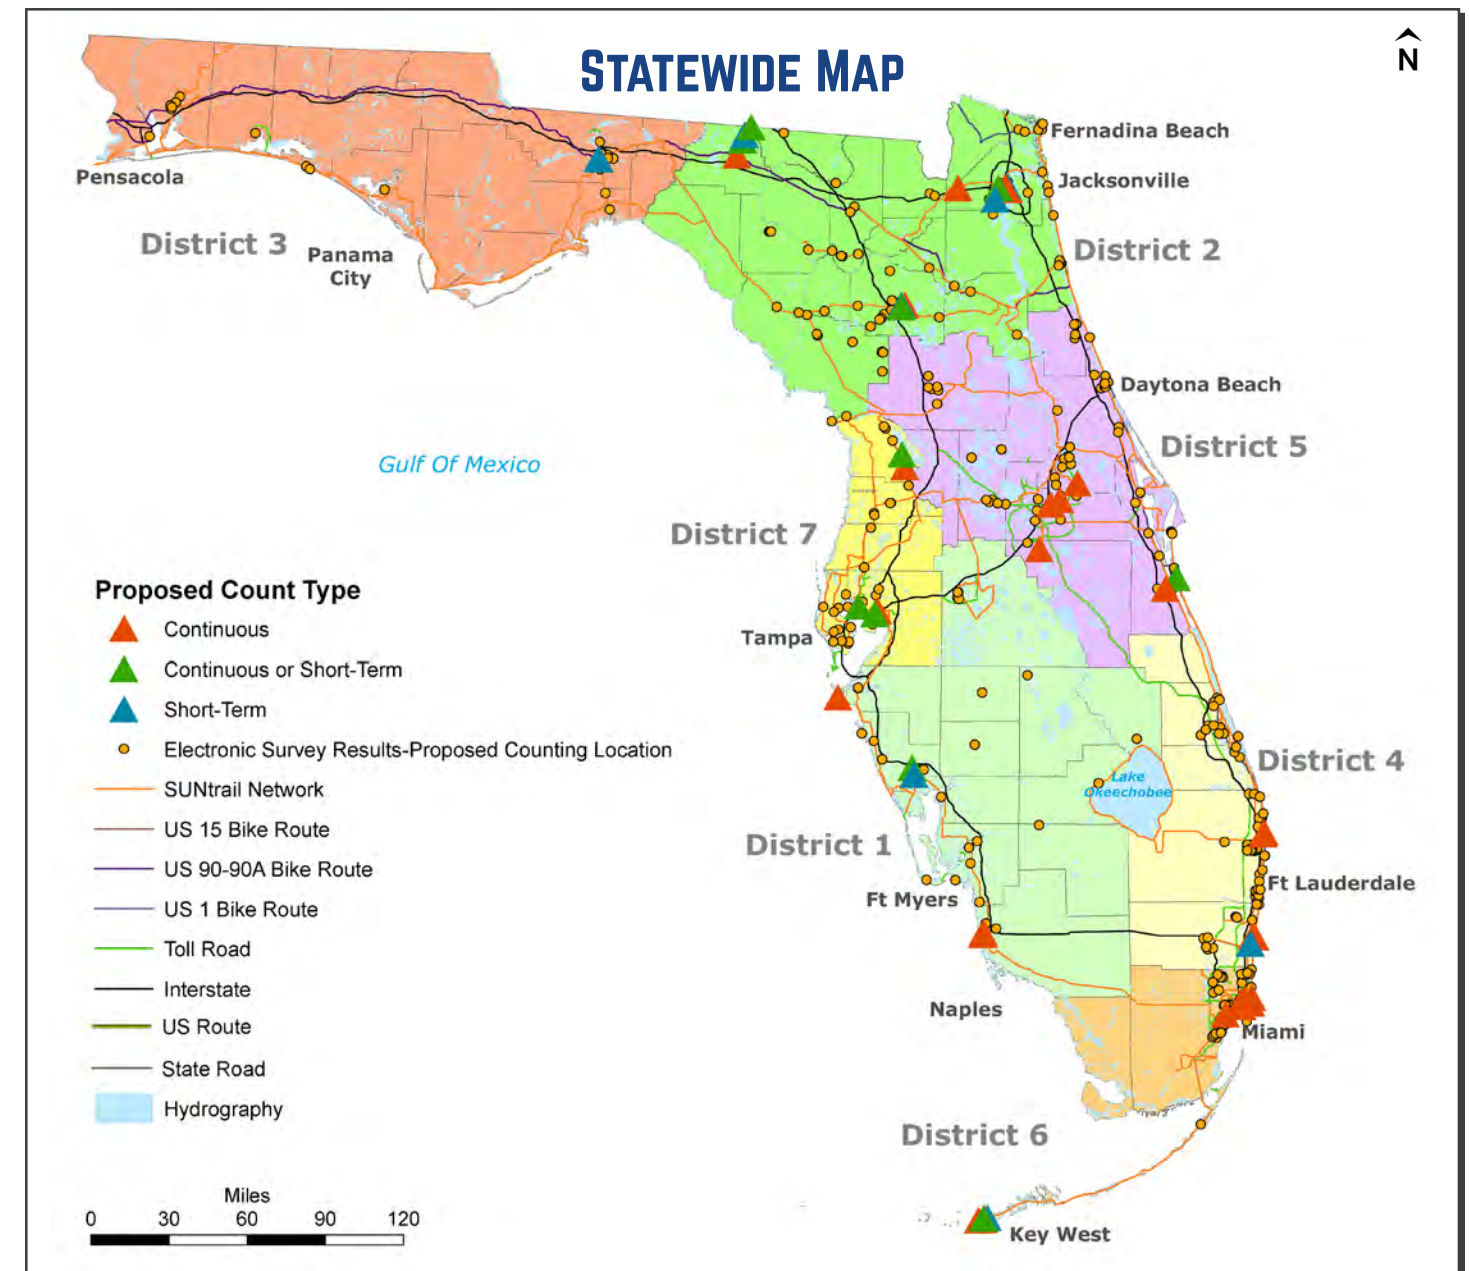 STATEWIDE MAP
N
Fernadina Beach
Pensacola
Jacksonville
District 3
Panama
City
District 2
Daytona Beach
District 5
Gulf Of Mexico
District 7
Proposed Count Type
Continuous
Continuous or Short-Term
Short-Term
Electronic Survey Results-Proposed Counting Location
SUNtrail Network
US 15 Bike Route
US 90-90A Bike Route
US 1 Bike Route
Toll Road
Interstate
US Route
State Road
Hydrography
Tampa
District 4
Lake
Okeechobee
District 1
Ft Myers
Ft Lauderdale
Naples
Miami
District 6
Key West
Miles
0 30 60 90 120